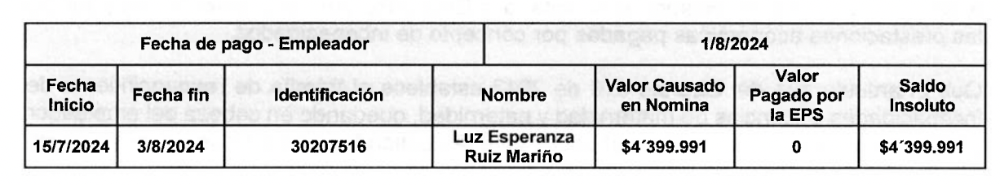 Fecha de pago - Empleador 1/8/2024
Fecha Inicio Fecha fin Identificación Nombre Valor Causado en Nomina Valor Pagado por la EPS Saldo Insoluto
15/7/2024 3/8/2024 30207516 Luz Esperanza Ruiz Mariño $4´399.991 0 $4´399.991